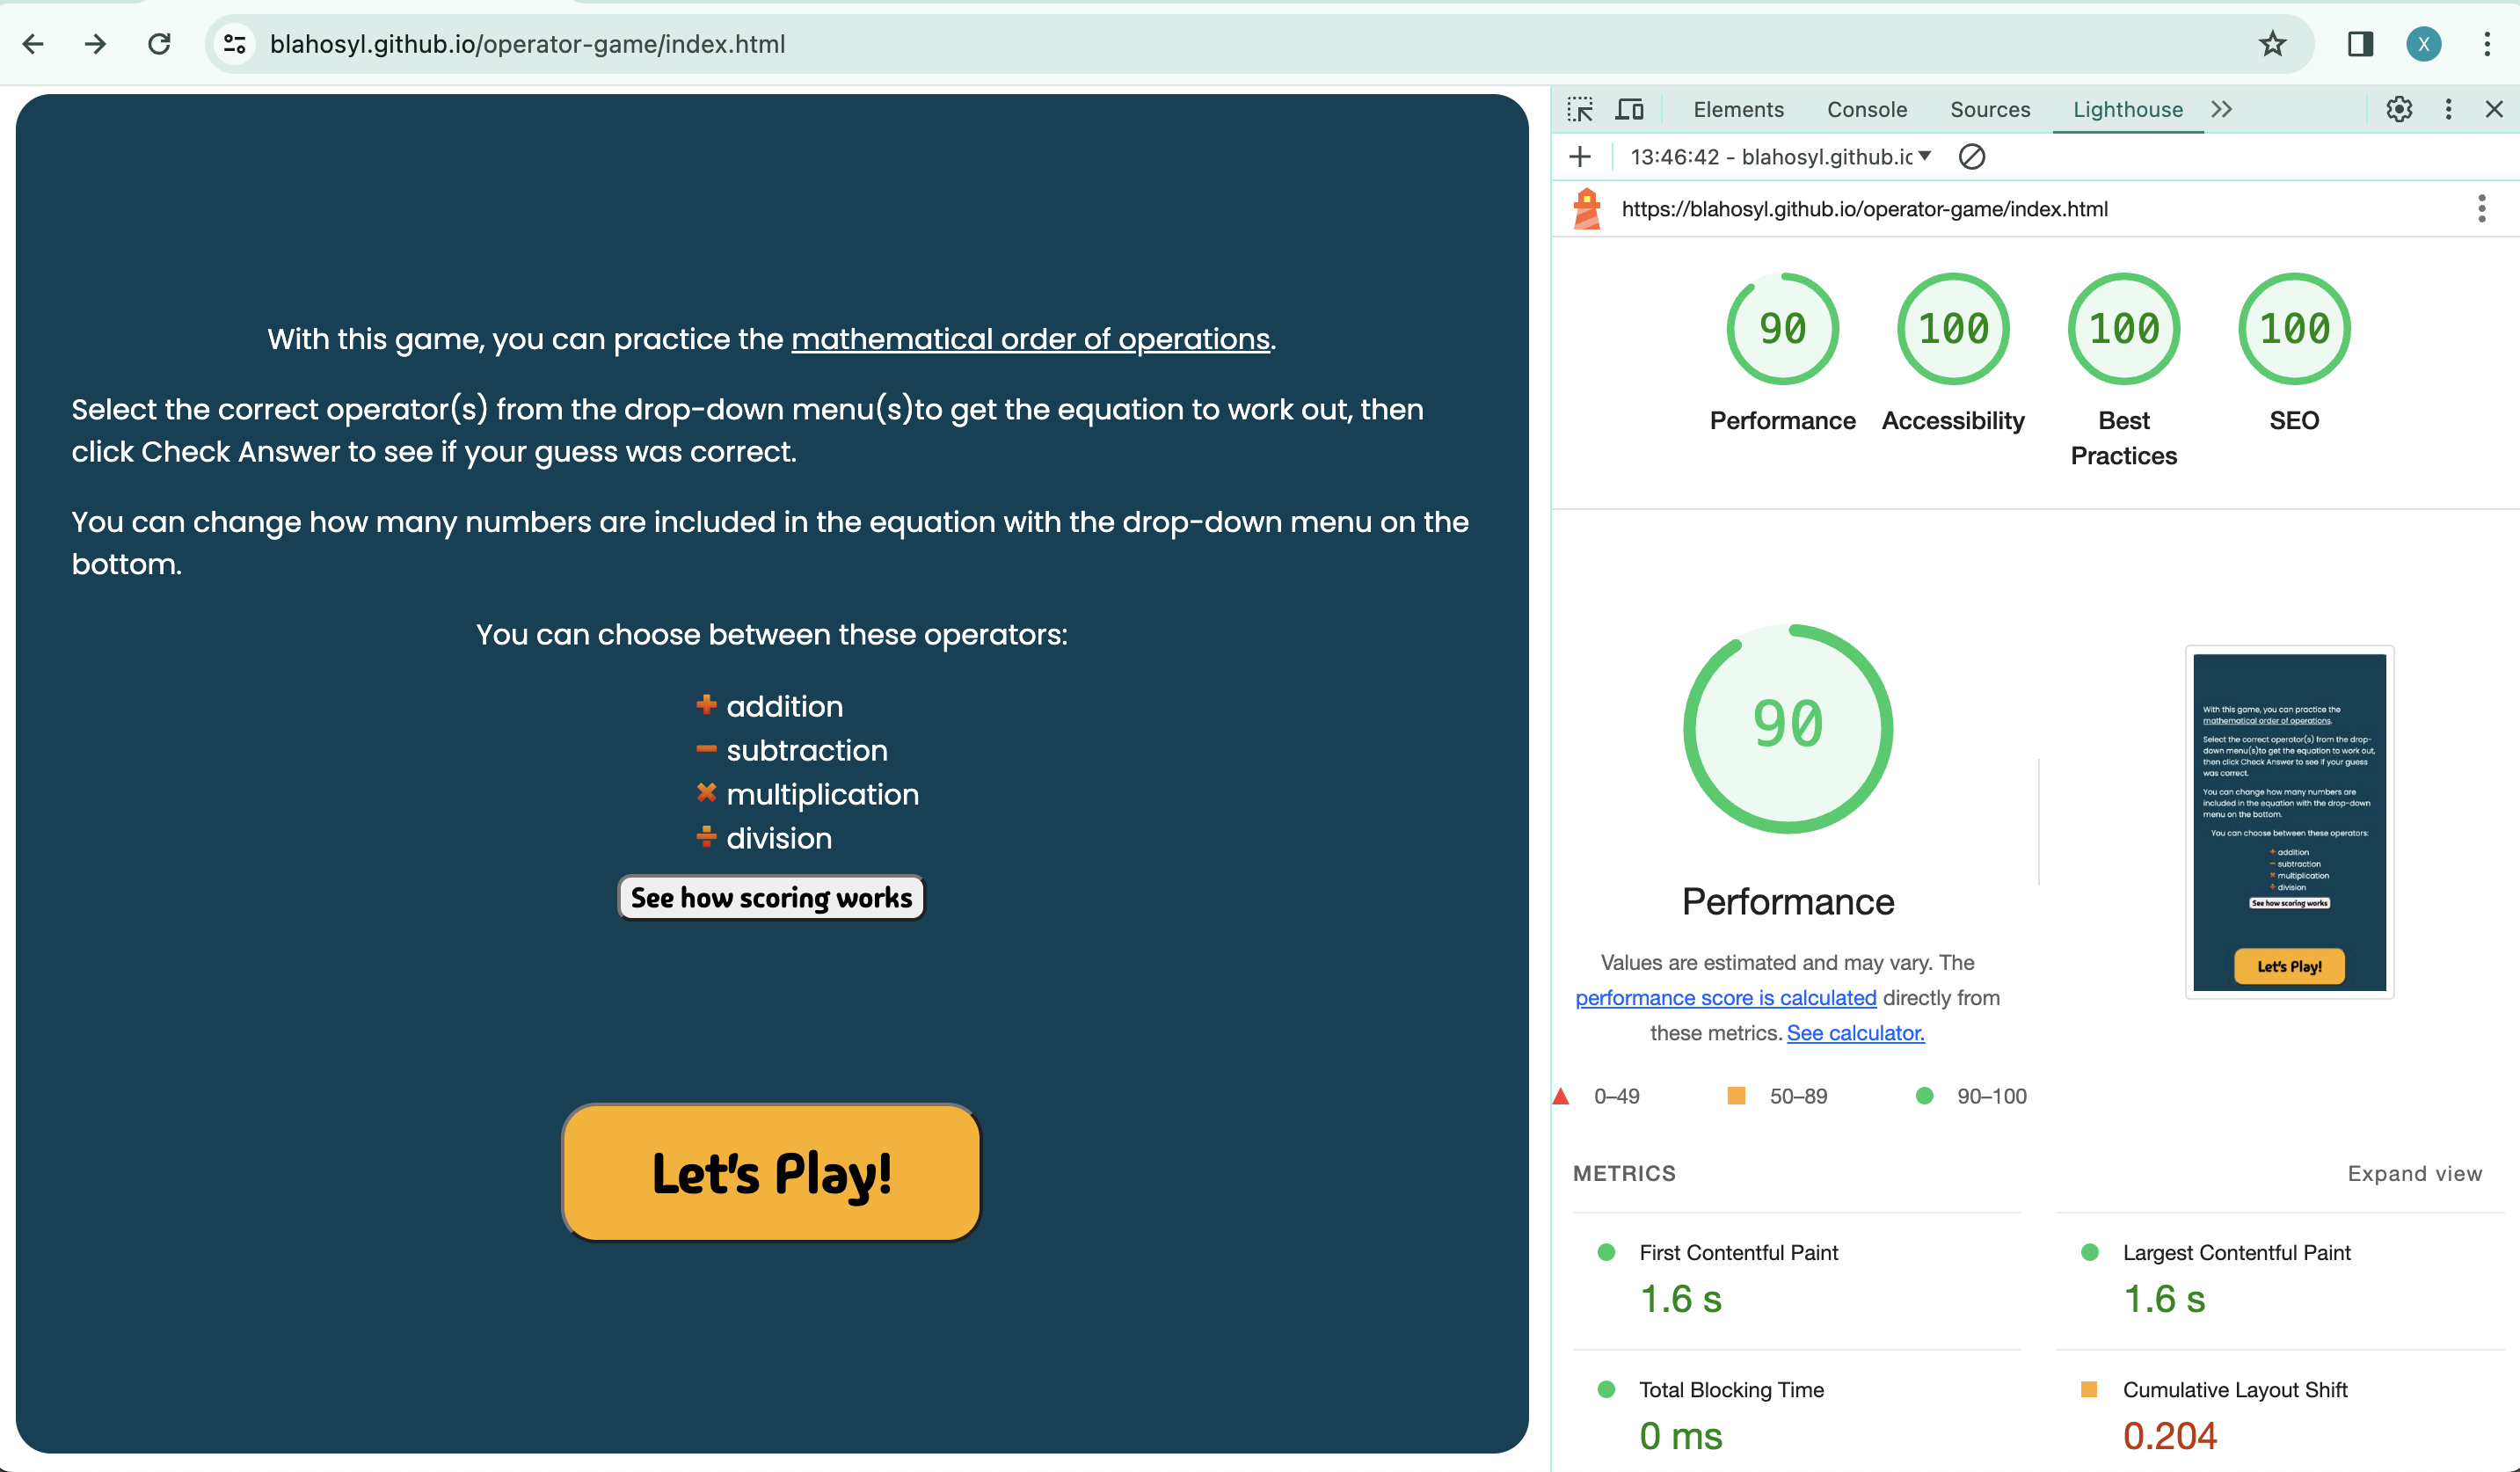 blahosyl.github.io/operator-game/index.html
X
With this game, you can practice the mathematical order of operations.
Select the correct operator(s) from the drop-down menu(s)to get the equation to work out, then
click Check Answer to see if your guess was correct.
You can change how many numbers are included in the equation with the drop-down menu on the
bottom.
You can choose between these operators:
➕ addition
➖ subtraction
✖ multiplication
➗ division
See how scoring works
Let's Play!
Elements Console Sources Lighthouse
13:46:42 - blahosyl.github.ic
https://blahosyl.github.io/operator-game/index.html
90 100 100 100
Performance Accessibility Best SEO
Practices
90
Performance
Values are estimated and may vary. The
performance score is calculated directly from
these metrics. See calculator.
0–49 50–89 90–100
With this game, you can practice the
mathematical order of operations.
Select the correct operator(s) from the drop-
down menu(s)to get the equation to work out,
then click Check Answer to see if your guess
was correct.
You can change how many numbers are
included in the equation with the drop-down
menu on the bottom.
You can choose between these operators:
➕ addition
➖ subtraction
✖ multiplication
➗ division
See how scoring works
Let's Play!
METRICS Expand view
First Contentful Paint Largest Contentful Paint
1.6 s 1.6 s
Total Blocking Time Cumulative Layout Shift
0 ms 0.204